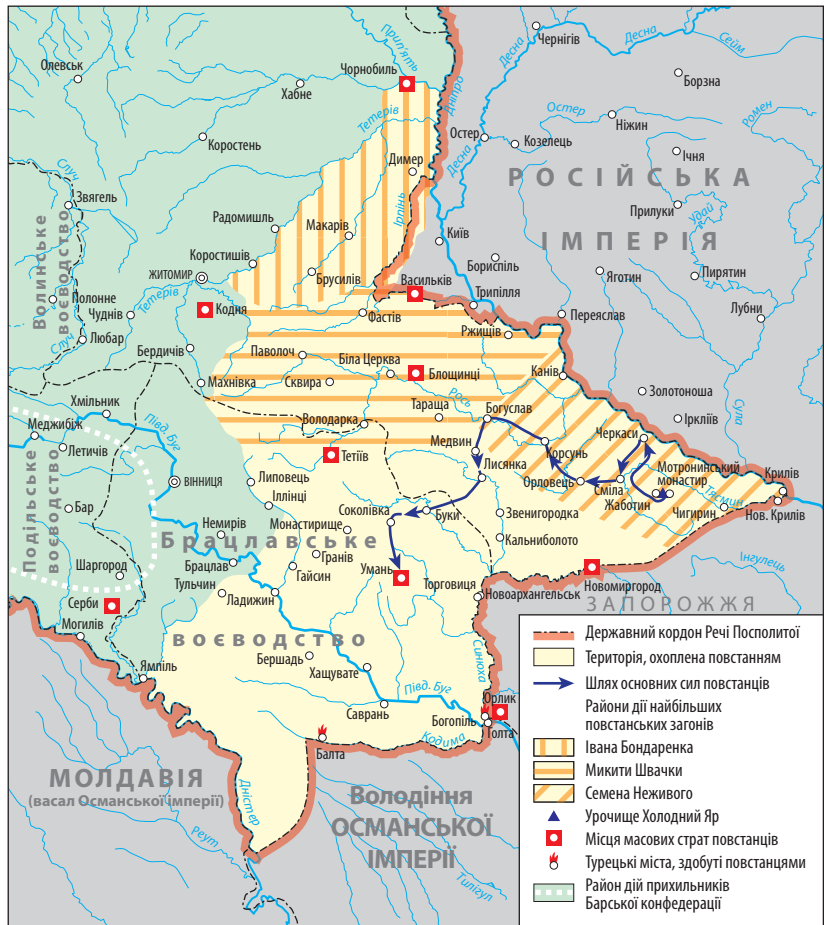 Олевськ
Чорнобиль
Прип'ять
Хабне
Тетерів
Дніпро
Десна
Чернігів
Десна
Сейм
Борзна
Остер
Ніжин
Ромен
Коростень
Остер
Козелець
Ічня
Димер
Десна
РОСІЙСЬКА
Случ
Звягель
Ірпінь
Прилуки
Удай
Радомишль
Макарів
Київ
ІМПЕРІЯ
Волинське
воєводство
Коростишів
ЖИТОМИР
Брусилів
Бориспіль
Яготин
Пирятин
Полонне
Чуднів
Тетерів
Кодня
Васильків
Трипілля
Переяслав
Лубни
Случ
Любар
Фастів
Ржищів
Бердичів
Паволоч
Біла Церква
Блощинці
Канів
Махнівка
Сквира
Рось
Золотоноша
Сула
Хмільник
Тараща
Богуслав
Іркліїв
Меджибіж
Півд. Буг
Володарка
Черкаси
Летичів
Медвин
Корсунь
Мотронинський
монастир
Тетіїв
Лисянка
Орловець
Сміла
Крилів
ВІННИЦЯ
Липовець
Жаботин
Тясмин
Подільське
воєводство
Іллінці
Соколівка
Буки
Звенигородка
Чигирин
Нов. Крилів
Бар
Немирів
Монастирище
Кальниболото
Брацлавське
Гранів
Інгулець
Шаргород
Брацлав
Гайсин
Умань
Торговиця
Новомиргород
Тульчин
Новоархангельськ
Серби
Ладижин
ЗАПОРОЖЖЯ
Могилів
воєводство
Бершадь
Синюха
Ямпіль
Хащувате
Півд. Буг
Орлик
Саврань
Богопіль
Голта
Кодима
Балта
МОЛДАВІЯ
(васал Османської імперії)
Дністер
Володіння
ОСМАНСЬКОЇ
ІМПЕРІЇ
Реут
Тилігул
Державний кордон Речі Посполитої
Територія, охоплена повстанням
Шлях основних сил повстанців
Райони дії найбільших
повстанських загонів
Івана Бондаренка
Микити Швачки
Семена Неживого
Урочище Холодний Яр
Місця масових страт повстанців
Турецькі міста, здобуті повстанцями
Район дій прихильників
Барської конфедерації